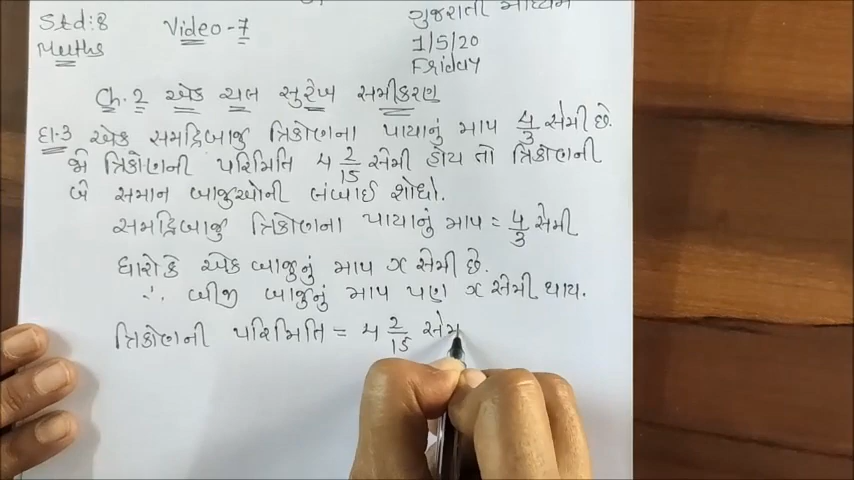 Std:8 Video-7 ગુજરાતી માધ્યમ
Maths 1/5/20
Friday
Ch.2 એક ચલ સુરેખ સમીકરણ
દા.3 એક સમદ્વિબાજુ ત્રિકોણના પાયાનું માપ 4/3 સેમી છે.
જો ત્રિકોણની પરિમિતિ 4 2/15 સેમી હોય તો ત્રિકોણની
બે સમાન બાજુઓની લંબાઈ શોધો.
સમદ્વિબાજુ ત્રિકોણના પાયાનું માપ = 4/3 સેમી
ધારો કે એક બાજુનું માપ x સેમી છે.
∴ બીજી બાજુનું માપ પણ x સેમી થાય.
ત્રિકોણની પરિમિતિ = 4 2/15 સેમ